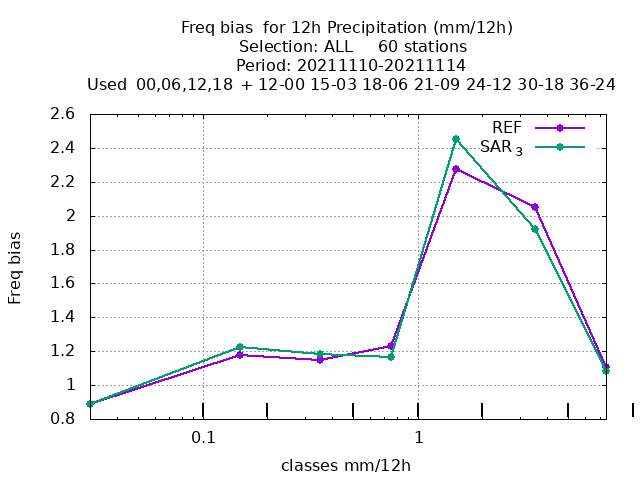 Freq bias  for 12h Precipitation (mm/12h)
Selection: ALL     60 stations
Period: 20211110-20211114
Used  00,06,12,18  + 12-00 15-03 18-06 21-09 24-12 30-18 36-24
2.6
REF
SAR 3
2.4
2.2
2
1.8
1.6
1.4
1.2
1
0.8
Freq bias
0.1 1
classes mm/12h